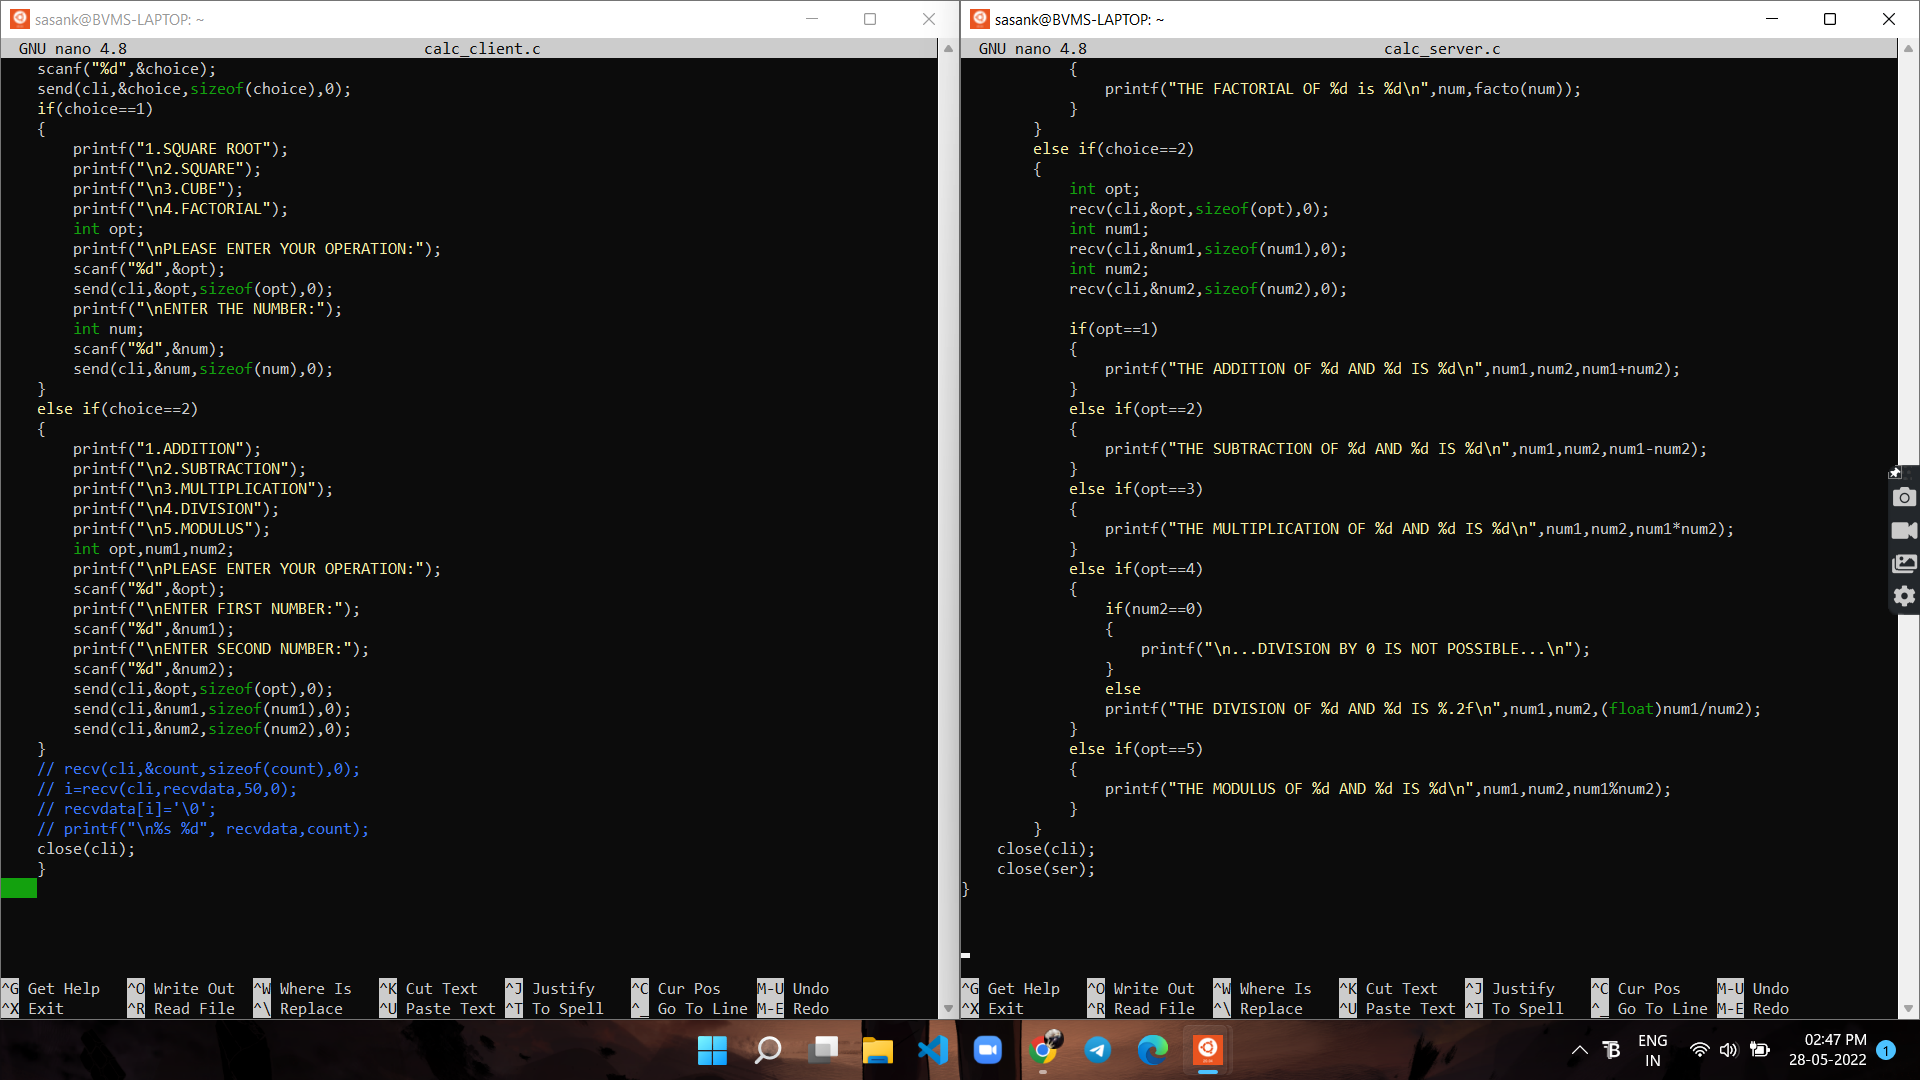 sasank@BVMS-LAPTOP: ~
GNU nano 4.8 calc_client.c
scanf("%d",&choice);
send(cli,&choice,sizeof(choice),0);
if(choice==1)
{
printf("1.SQUARE ROOT");
printf("\n2.SQUARE");
printf("\n3.CUBE");
printf("\n4.FACTORIAL");
int opt;
printf("\nPLEASE ENTER YOUR OPERATION:");
scanf("%d",&opt);
send(cli,&opt,sizeof(opt),0);
printf("\nENTER THE NUMBER:");
int num;
scanf("%d",&num);
send(cli,&num,sizeof(num),0);
}
else if(choice==2)
{
printf("1.ADDITION");
printf("\n2.SUBTRACTION");
printf("\n3.MULTIPLICATION");
printf("\n4.DIVISION");
printf("\n5.MODULUS");
int opt,num1,num2;
printf("\nPLEASE ENTER YOUR OPERATION:");
scanf("%d",&opt);
printf("\nENTER FIRST NUMBER:");
scanf("%d",&num1);
printf("\nENTER SECOND NUMBER:");
scanf("%d",&num2);
send(cli,&opt,sizeof(opt),0);
send(cli,&num1,sizeof(num1),0);
send(cli,&num2,sizeof(num2),0);
}
// recv(cli,&count,sizeof(count),0);
// i=recv(cli,recvdata,50,0);
// recvdata[i]='\0';
// printf("\n%s %d", recvdata,count);
close(cli);
}
^G Get Help ^O Write Out ^W Where Is ^K Cut Text ^J Justify ^C Cur Pos M-U Undo
^X Exit ^R Read File ^\ Replace ^U Paste Text ^T To Spell ^_ Go To Line M-E Redo
sasank@BVMS-LAPTOP: ~
GNU nano 4.8 calc_server.c
{
printf("THE FACTORIAL OF %d is %d\n",num,facto(num));
}
}
else if(choice==2)
{
int opt;
recv(cli,&opt,sizeof(opt),0);
int num1;
recv(cli,&num1,sizeof(num1),0);
int num2;
recv(cli,&num2,sizeof(num2),0);
if(opt==1)
{
printf("THE ADDITION OF %d AND %d IS %d\n",num1,num2,num1+num2);
}
else if(opt==2)
{
printf("THE SUBTRACTION OF %d AND %d IS %d\n",num1,num2,num1-num2);
}
else if(opt==3)
{
printf("THE MULTIPLICATION OF %d AND %d IS %d\n",num1,num2,num1*num2);
}
else if(opt==4)
{
if(num2==0)
{
printf("\n...DIVISION BY 0 IS NOT POSSIBLE...\n");
}
else
printf("THE DIVISION OF %d AND %d IS %.2f\n",num1,num2,(float)num1/num2);
}
else if(opt==5)
{
printf("THE MODULUS OF %d AND %d IS %d\n",num1,num2,num1%num2);
}
}
close(cli);
close(ser);
}
^G Get Help ^O Write Out ^W Where Is ^K Cut Text ^J Justify ^C Cur Pos M-U Undo
^X Exit ^R Read File ^\ Replace ^U Paste Text ^T To Spell ^_ Go To Line M-E Redo
ENG
IN
02:47 PM
28-05-2022
1